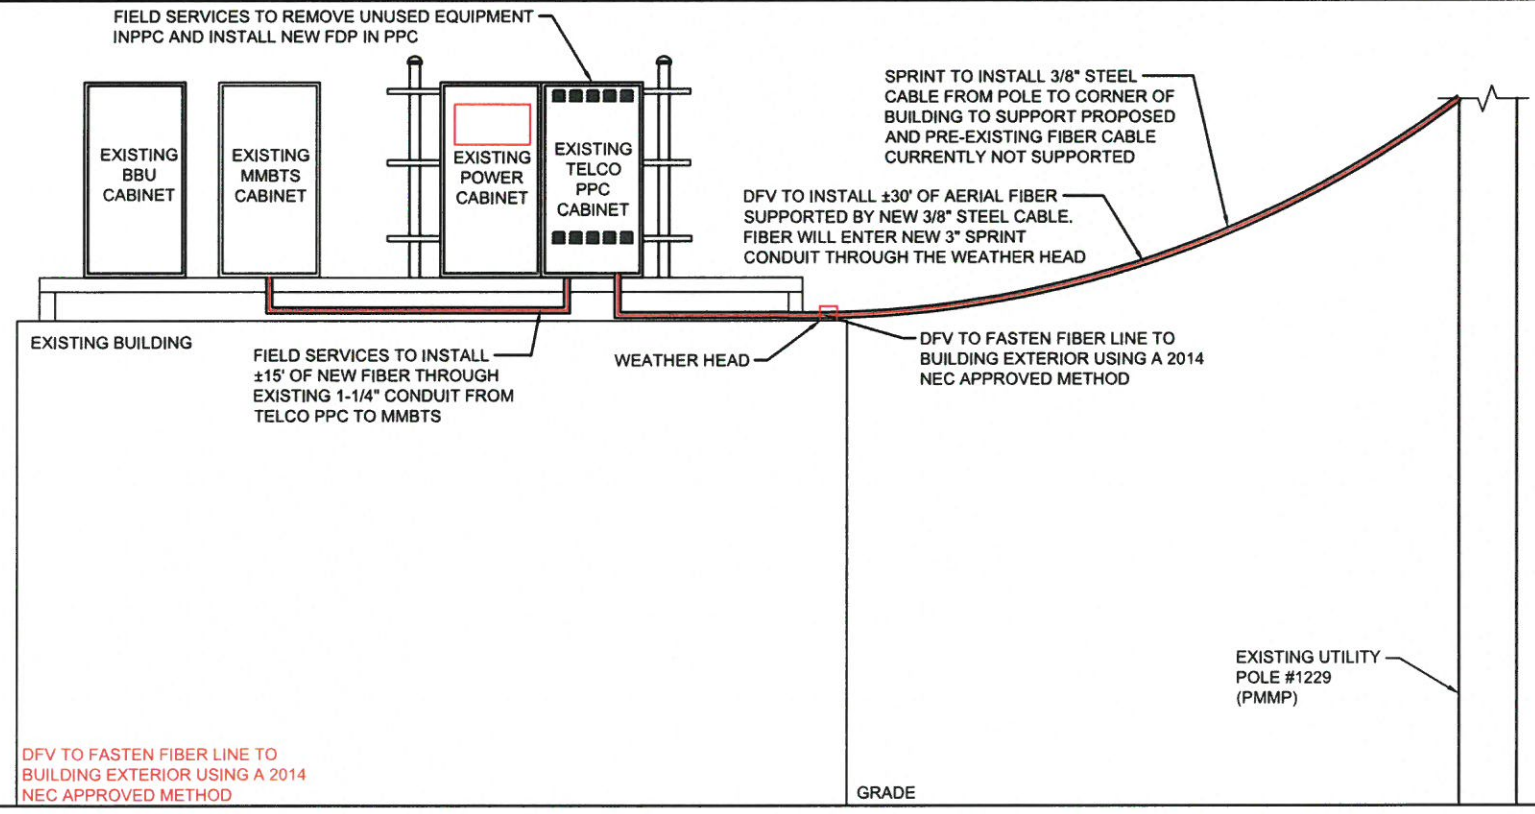 FIELD SERVICES TO REMOVE UNUSED EQUIPMENT
INPPC AND INSTALL NEW FDP IN PPC
EXISTING
BBU
CABINET
EXISTING
MMBTS
CABINET
EXISTING
POWER
CABINET
EXISTING
TELCO
PPC
CABINET
SPRINT TO INSTALL 3/8" STEEL
CABLE FROM POLE TO CORNER OF
BUILDING TO SUPPORT PROPOSED
AND PRE-EXISTING FIBER CABLE
CURRENTLY NOT SUPPORTED
DFV TO INSTALL ±30' OF AERIAL FIBER
SUPPORTED BY NEW 3/8" STEEL CABLE.
FIBER WILL ENTER NEW 3" SPRINT
CONDUIT THROUGH THE WEATHER HEAD
EXISTING BUILDING
FIELD SERVICES TO INSTALL
±15' OF NEW FIBER THROUGH
EXISTING 1-1/4" CONDUIT FROM
TELCO PPC TO MMBTS
WEATHER HEAD
DFV TO FASTEN FIBER LINE TO
BUILDING EXTERIOR USING A 2014
NEC APPROVED METHOD
EXISTING UTILITY
POLE #1229
(PMMP)
DFV TO FASTEN FIBER LINE TO
BUILDING EXTERIOR USING A 2014
NEC APPROVED METHOD
GRADE